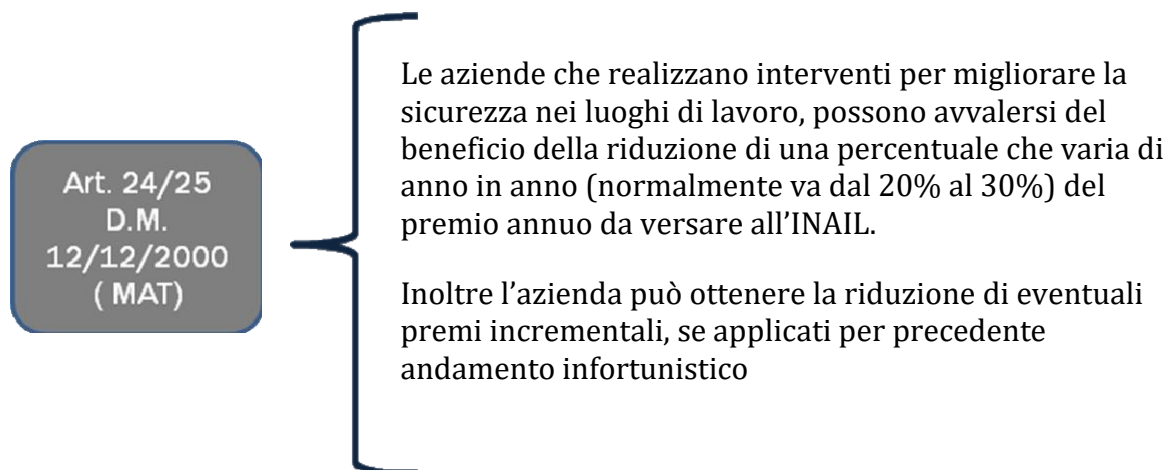 Art. 24/25
D.M.
12/12/2000
( MAT)
Le aziende che realizzano interventi per migliorare la
sicurezza nei luoghi di lavoro, possono avvalersi del
beneficio della riduzione di una percentuale che varia di
anno in anno (normalmente va dal 20% al 30%) del
premio annuo da versare all’INAIL.
Inoltre l’azienda può ottenere la riduzione di eventuali
premi incrementali, se applicati per precedente
andamento infortunistico